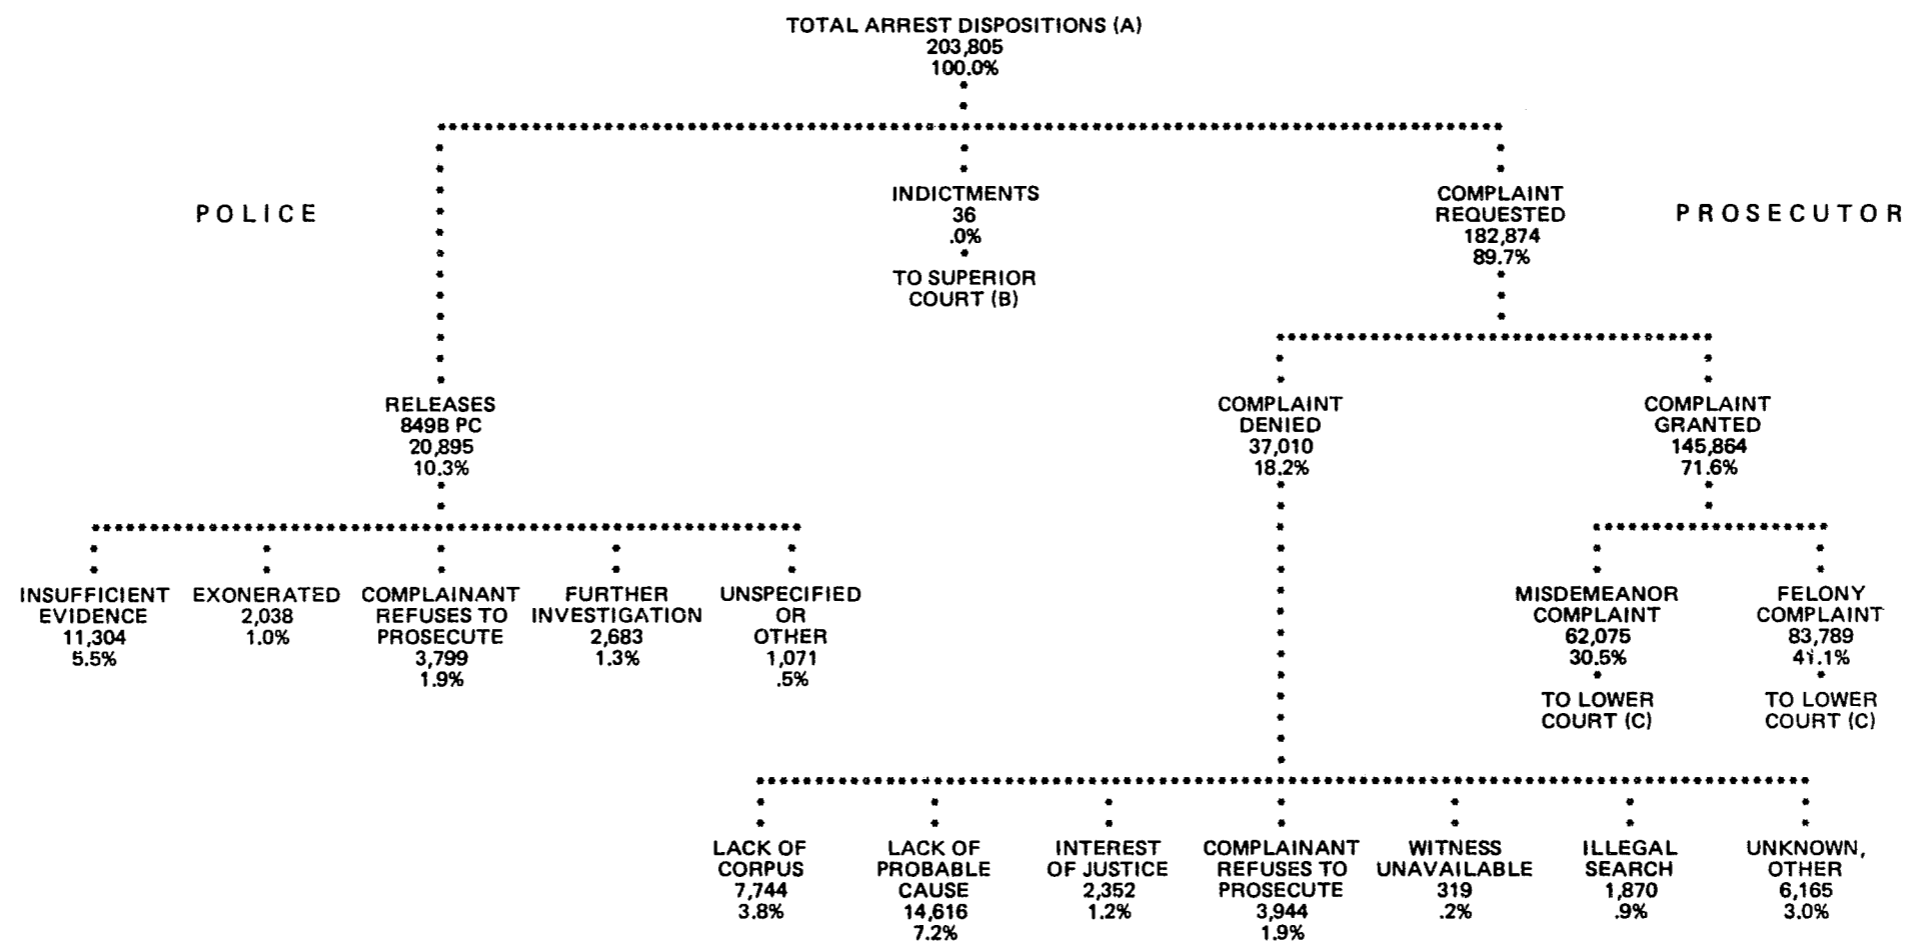 TOTAL ARREST DISPOSITIONS (A)
203,805
100.0%
POLICE
INDICTMENTS
36
.0%
TO SUPERIOR
COURT (B)
COMPLAINT
REQUESTED
182,874
89.7%
PROSECUTOR
RELEASES
849B PC
20,895
10.3%
COMPLAINT
DENIED
37,010
18.2%
COMPLAINT
GRANTED
145,864
71.6%
INSUFFICIENT
EVIDENCE
11,304
5.5%
EXONERATED
2,038
1.0%
COMPLAINANT
REFUSES TO
PROSECUTE
3,799
1.9%
FURTHER
INVESTIGATION
2,683
1.3%
UNSPECIFIED
OR
OTHER
1,071
.5%
MISDEMEANOR
COMPLAINT
62,075
30.5%
TO LOWER
COURT (C)
FELONY
COMPLAINT
83,789
41.1%
TO LOWER
COURT (C)
LACK OF
CORPUS
7,744
3.8%
LACK OF
PROBABLE
CAUSE
14,616
7.2%
INTEREST
OF JUSTICE
2,352
1.2%
COMPLAINANT
REFUSES TO
PROSECUTE
3,944
1.9%
WITNESS
UNAVAILABLE
319
.2%
ILLEGAL
SEARCH
1,870
.9%
UNKNOWN,
OTHER
6,165
3.0%